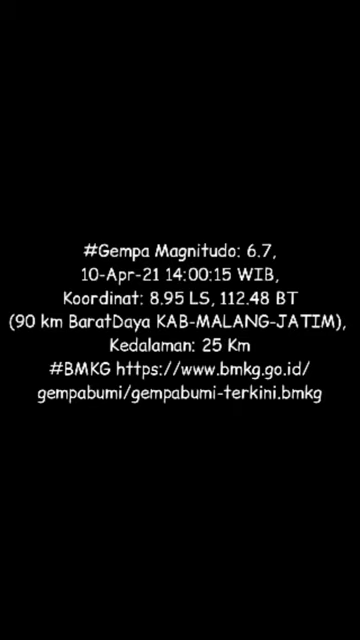 #Gempa Magnitudo: 6.7,
10-Apr-21 14:00:15 WIB,
Koordinat: 8.95 LS, 112.48 BT
(90 km BaratDaya KAB-MALANG-JATIM),
Kedalaman: 25 Km
#BMKG https://www.bmkg.go.id/
gempabumi/gempabumi-terkini.bmkg